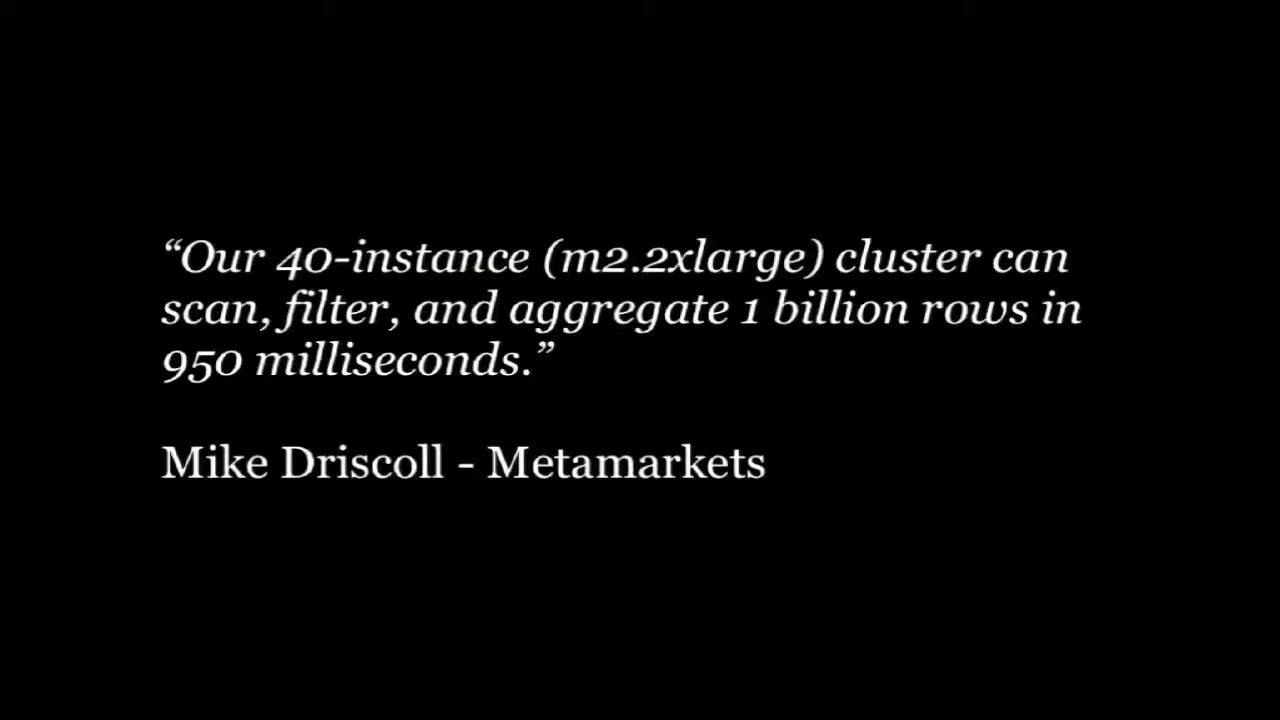 “Our 40-instance (m2.2xlarge) cluster can
scan, filter, and aggregate 1 billion rows in
950 milliseconds.”
Mike Driscoll - Metamarkets